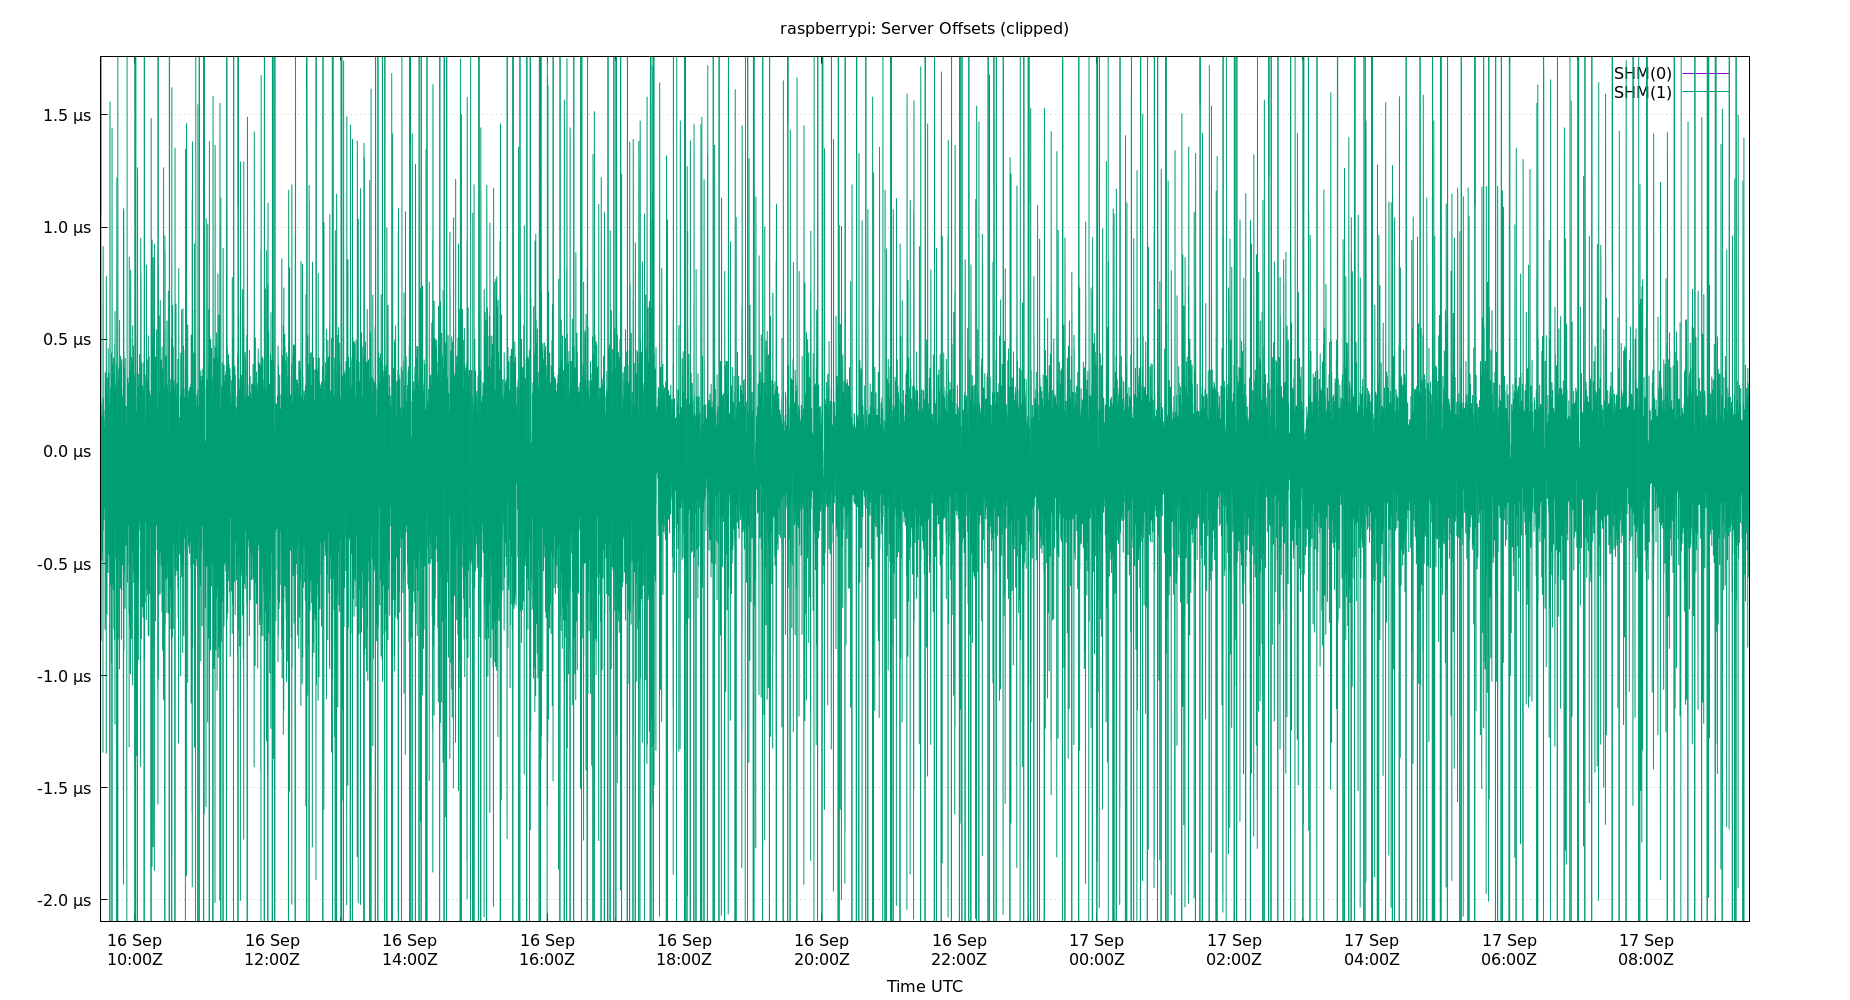 raspberrypi: Server Offsets (clipped)
SHM(0)
SHM(1)
1.5 µs
1.0 µs
0.5 µs
0.0 µs
-0.5 µs
-1.0 µs
-1.5 µs
-2.0 µs
16 Sep 16 Sep 16 Sep 16 Sep 16 Sep 16 Sep 16 Sep 17 Sep 17 Sep 17 Sep 17 Sep 17 Sep
10:00Z 12:00Z 14:00Z 16:00Z 18:00Z 20:00Z 22:00Z 00:00Z 02:00Z 04:00Z 06:00Z 08:00Z
Time UTC